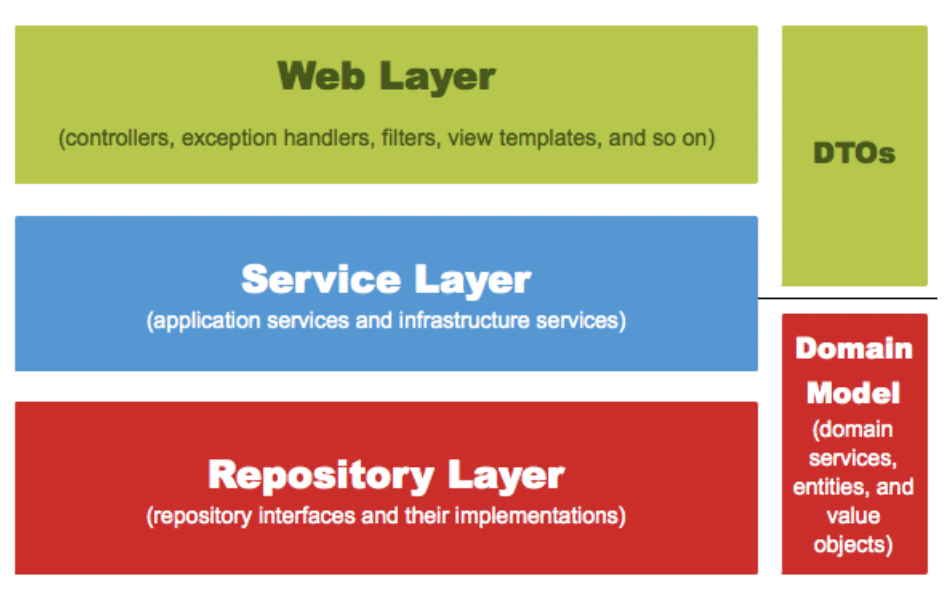 Web Layer
(controllers, exception handlers, filters, view templates, and so on)
DTOs
Service Layer
(application services and infrastructure services)
Repository Layer
(repository interfaces and their implementations)
Domain
Model
(domain
services,
entities, and
value
objects)